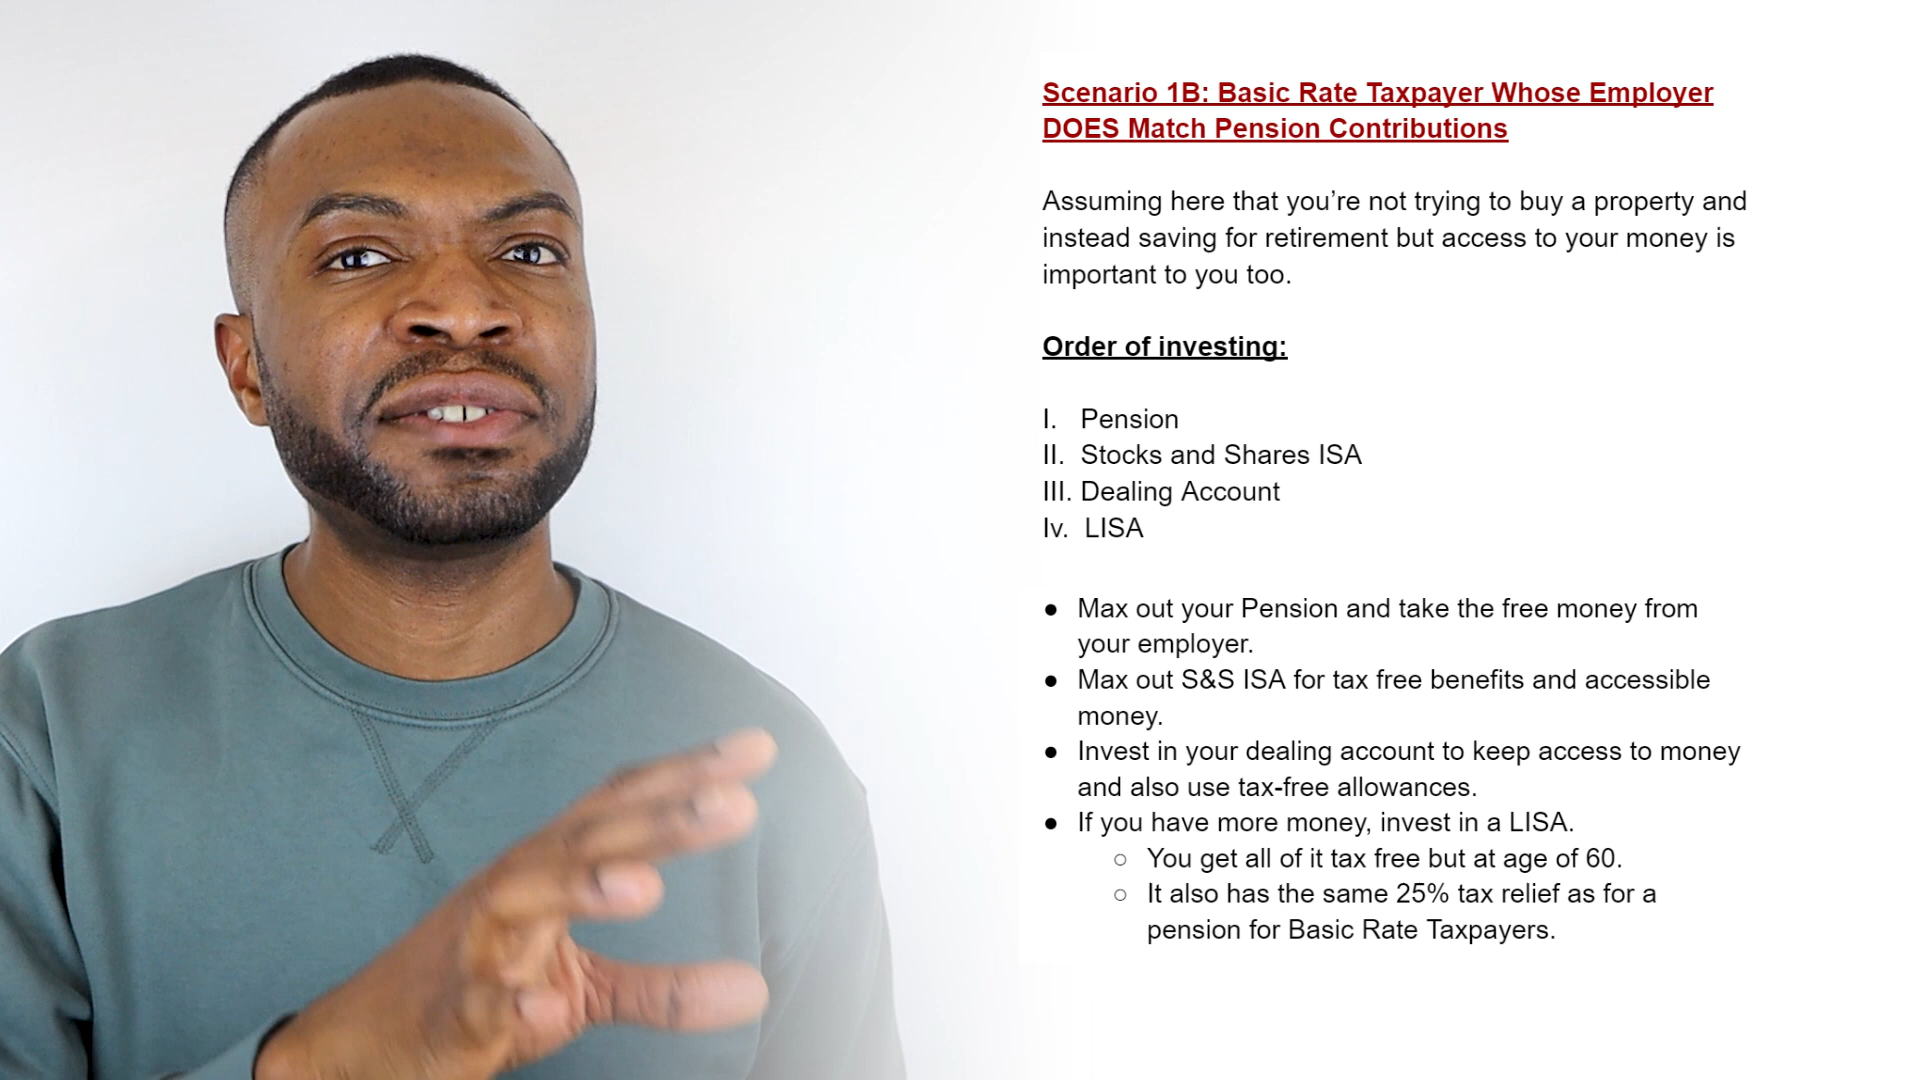 Scenario 1B: Basic Rate Taxpayer Whose Employer
DOES Match Pension Contributions
Assuming here that you’re not trying to buy a property and
instead saving for retirement but access to your money is
important to you too.
Order of investing:
I. Pension
II. Stocks and Shares ISA
III. Dealing Account
Iv. LISA
● Max out your Pension and take the free money from
your employer.
● Max out S&S ISA for tax free benefits and accessible
money.
● Invest in your dealing account to keep access to money
and also use tax-free allowances.
● If you have more money, invest in a LISA.
○ You get all of it tax free but at age of 60.
○ It also has the same 25% tax relief as for a
pension for Basic Rate Taxpayers.